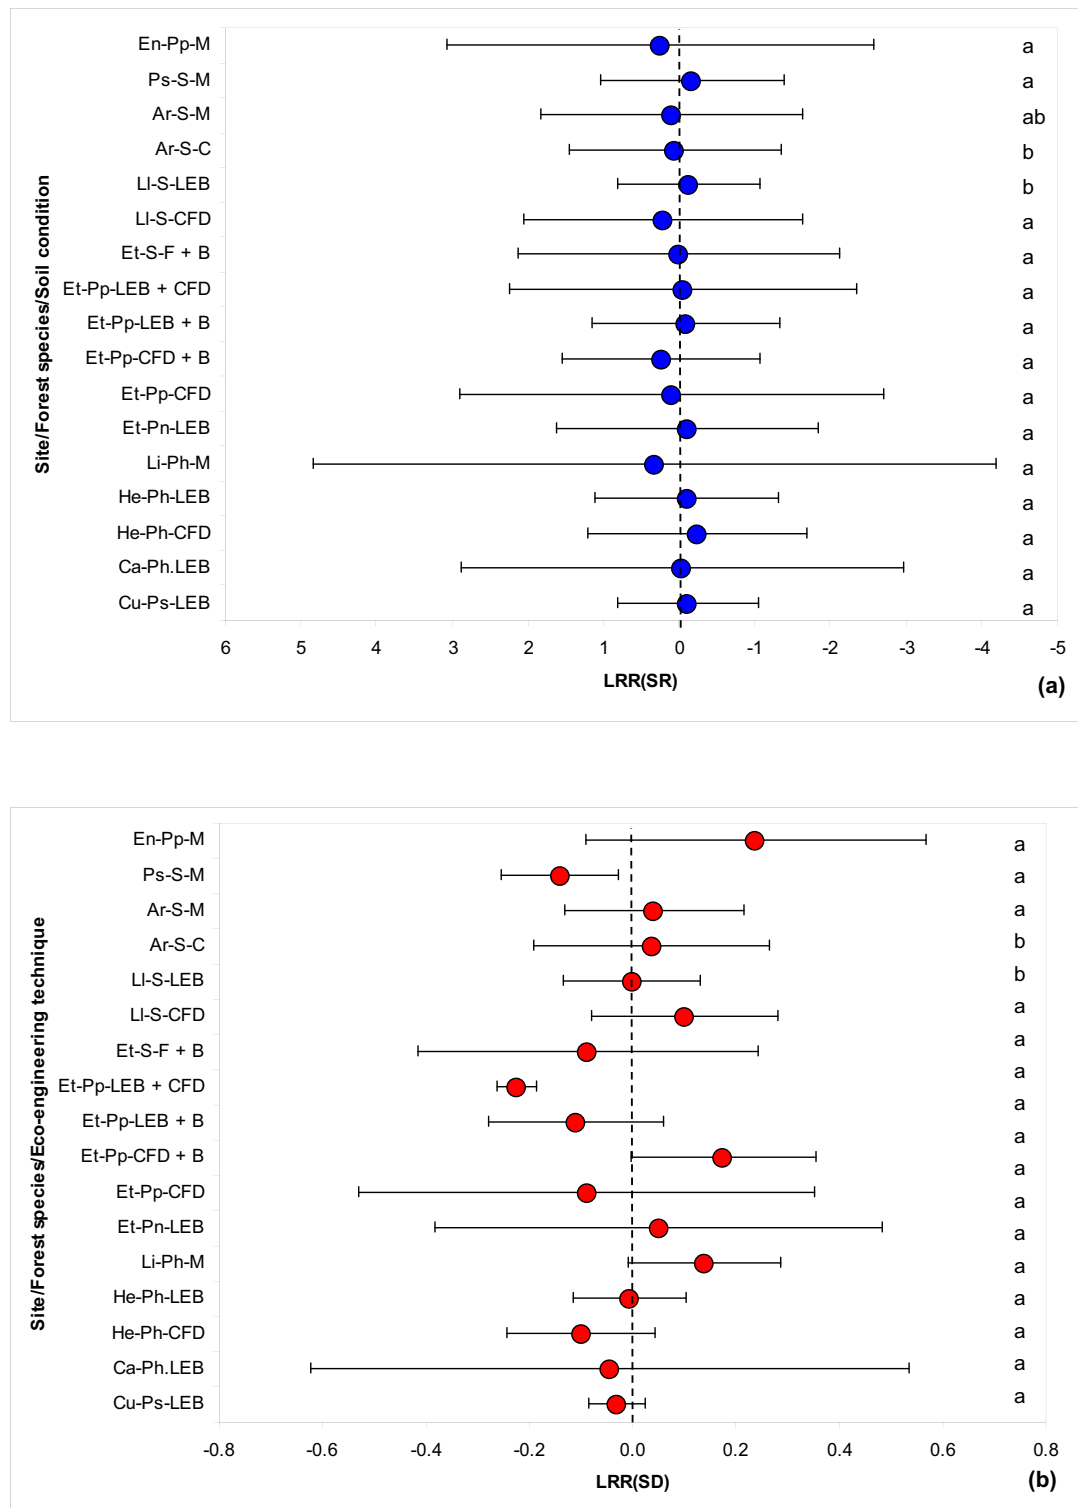 Site/Forest species/Soil condition
En-Pp-M a
Ps-S-M a
Ar-S-M ab
Ar-S-C b
Ll-S-LEB b
Ll-S-CFD a
Et-S-F + B a
Et-Pp-LEB + CFD a
Et-Pp-LEB + B a
Et-Pp-CFD + B a
Et-Pp-CFD a
Et-Pn-LEB a
Li-Ph-M a
He-Ph-LEB a
He-Ph-CFD a
Ca-Ph.LEB a
Cu-Ps-LEB a
6 5 4 3 2 1 0 -1 -2 -3 -4 -5
LRR(SR)
(a)
Site/Forest species/Eco-engineering technique
En-Pp-M a
Ps-S-M a
Ar-S-M a
Ar-S-C b
Ll-S-LEB b
Ll-S-CFD a
Et-S-F + B a
Et-Pp-LEB + CFD a
Et-Pp-LEB + B a
Et-Pp-CFD + B a
Et-Pp-CFD a
Et-Pn-LEB a
Li-Ph-M a
He-Ph-LEB a
He-Ph-CFD a
Ca-Ph.LEB a
Cu-Ps-LEB a
-0.8 -0.6 -0.4 -0.2 0.0 0.2 0.4 0.6 0.8
LRR(SD)
(b)